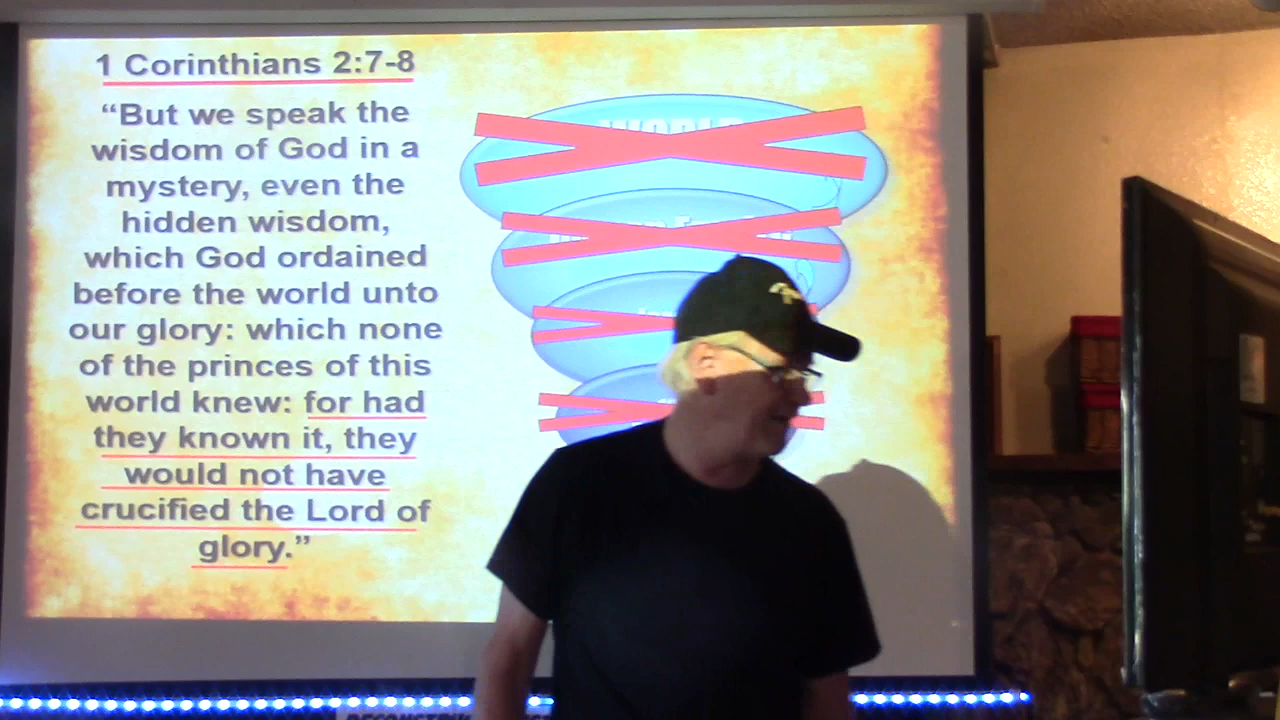 1 Corinthians 2:7-8
“But we speak the
wisdom of God in a
mystery, even the
hidden wisdom,
which God ordained
before the world unto
our glory: which none
of the princes of this
world knew: for had
they known it, they
would not have
crucified the Lord of
glory.”
WORLD